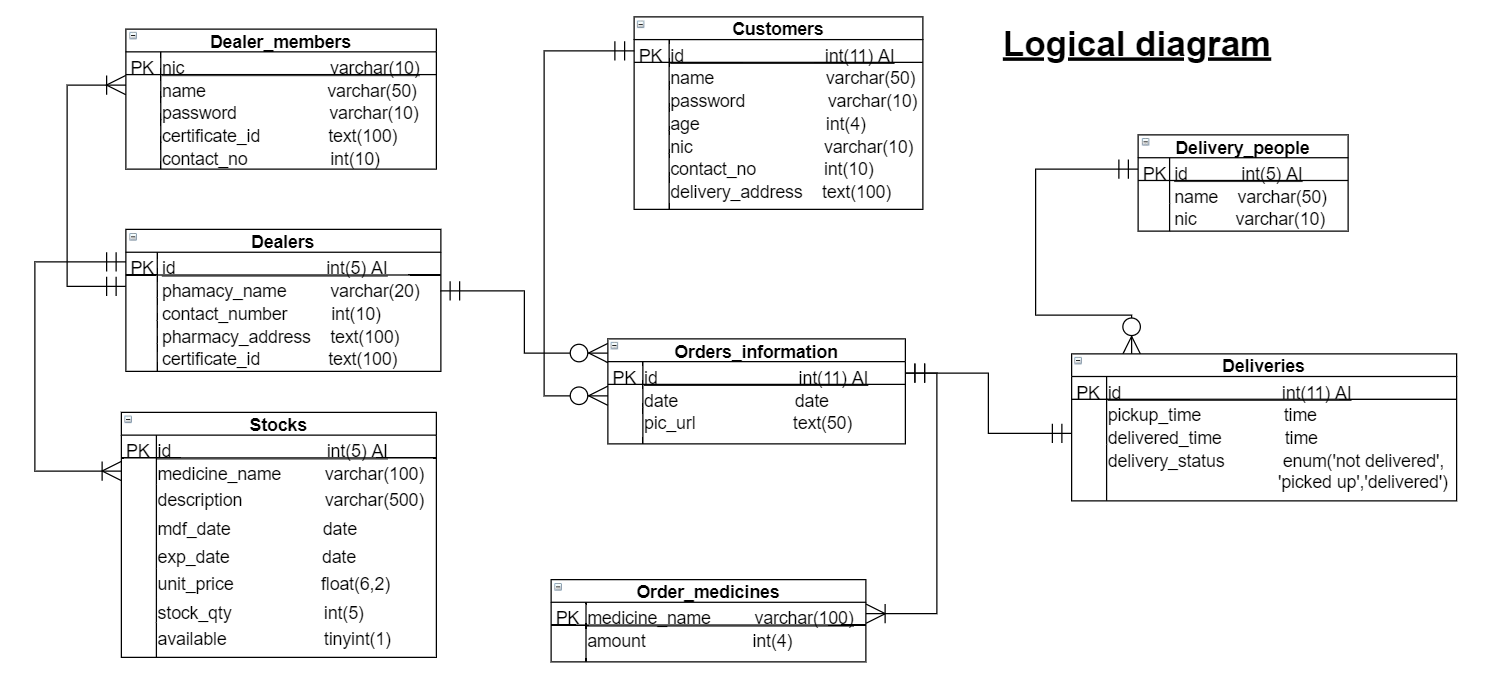 Logical diagram
Dealer_members
PK nic varchar(10)
name varchar(50)
password varchar(10)
certificate_id text(100)
contact_no int(10)
Customers
PK id int(11) AI
name varchar(50)
password varchar(10)
age int(4)
nic varchar(10)
contact_no int(10)
delivery_address text(100)
Delivery_people
PK id int(5) AI
name varchar(50)
nic varchar(10)
Dealers
PK id int(5) AI
phamacy_name varchar(20)
contact_number int(10)
pharmacy_address text(100)
certificate_id text(100)
Orders_information
PK id int(11) AI
date date
pic_url text(50)
Deliveries
PK id int(11) AI
pickup_time time
delivered_time time
delivery_status enum('not delivered',
'picked up','delivered')
Stocks
PK id int(5) AI
medicine_name varchar(100)
description varchar(500)
mdf_date date
exp_date date
unit_price float(6,2)
stock_qty int(5)
available tinyint(1)
Order_medicines
PK medicine_name varchar(100)
amount int(4)